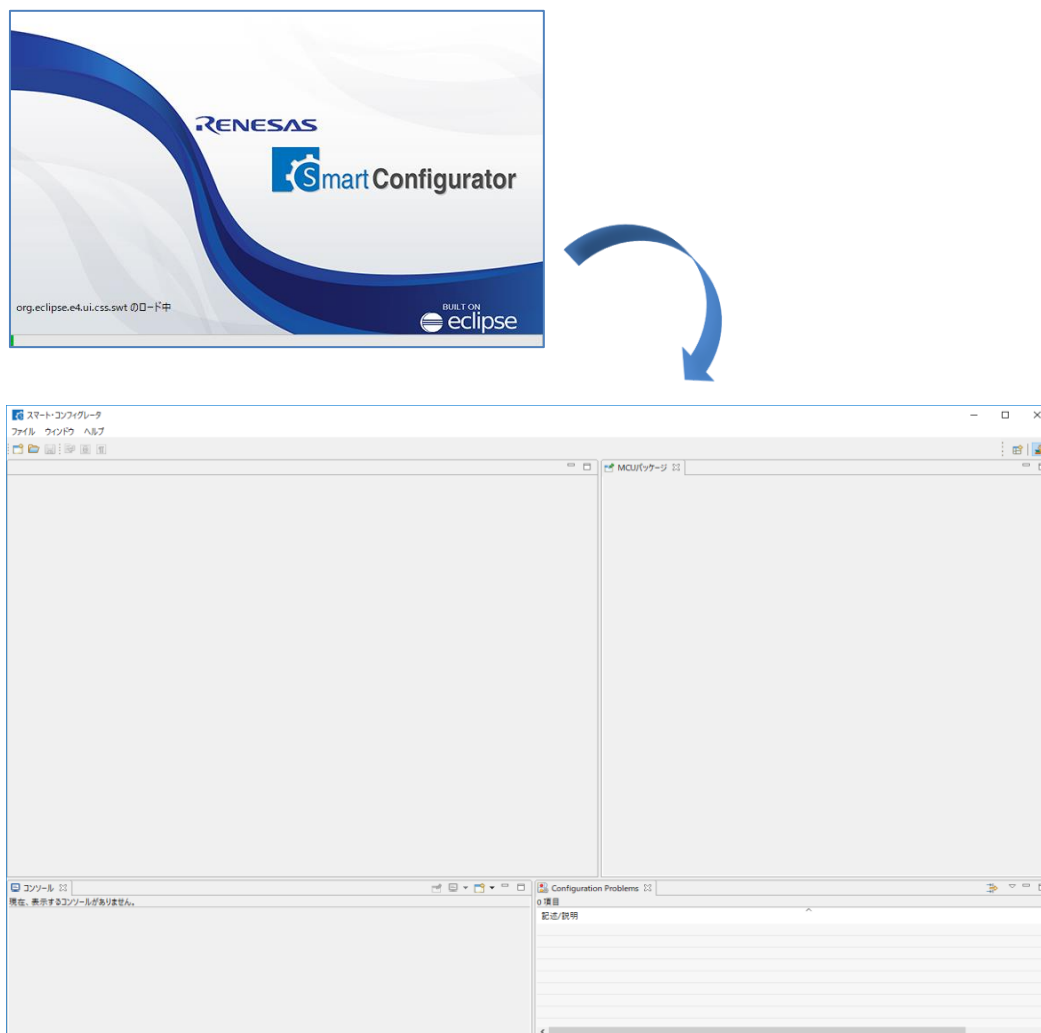 RENESAS
Smart Configurator
org.eclipse.e4.ui.css.swt のロード中
BUILT ON
eclipse
スマート・コンフィグレータ
ファイル ウィンドウ ヘルプ
MCUパッケージ
コンソール
現在、表示するコンソールがありません。
Configuration Problems
0 項目
記述/説明